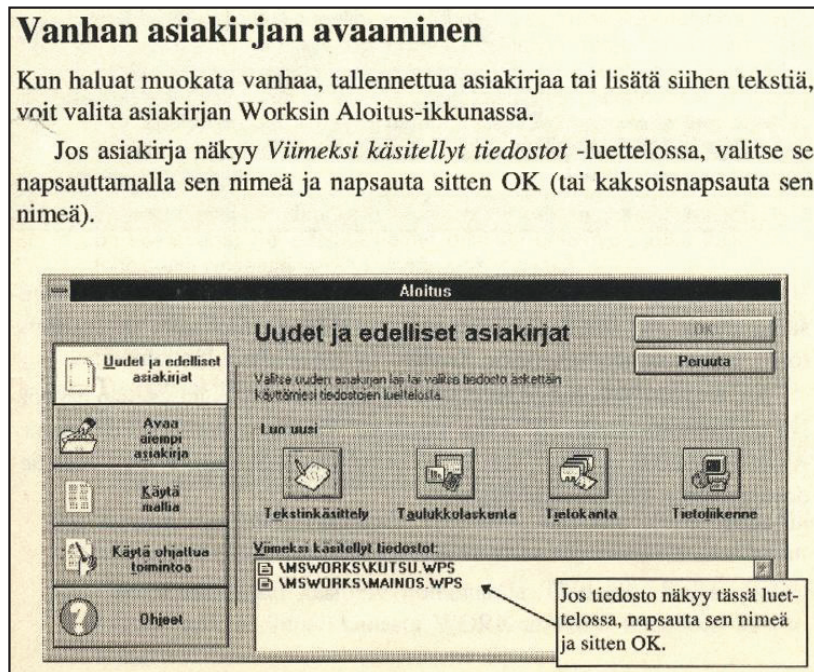 Vanhan asiakirjan avaaminen
Kun haluat muokata vanhaa, tallennettua asiakirjaa tai lisätä siihen tekstiä,
voit valita asiakirjan Worksin Aloitus-ikkunassa.
Jos asiakirja näkyy Viimeksi käsitellyt tiedostot -luettelossa, valitse se
napsauttamalla sen nimeä ja napsauta sitten OK (tai kaksoisnapsauta sen
nimeä).
Aloitus
Uudet ja edelliset asiakirjat
OK
Peruuta
Uudet ja edelliset
asiakirjat
Valitse uuden asiakirjan laji tai valitse tiedosto äskettäin
käyttämiesi tiedostojen luettelosta.
Avaa
aiempi
asiakirja
Luo uusi
Käytä
mallia
Tekstinkäsittely
Taulukkolaskenta
Tietokanta
Tietoliikenne
Käytä ohjattua
toimintoa
Viimeksi käsitellyt tiedostot:
\MSWORKS\KUTSU.WPS
\MSWORKS\MAINOS.WPS
Ohjeet
Jos tiedosto näkyy tässä luet-
telossa, napsauta sen nimeä
ja sitten OK.